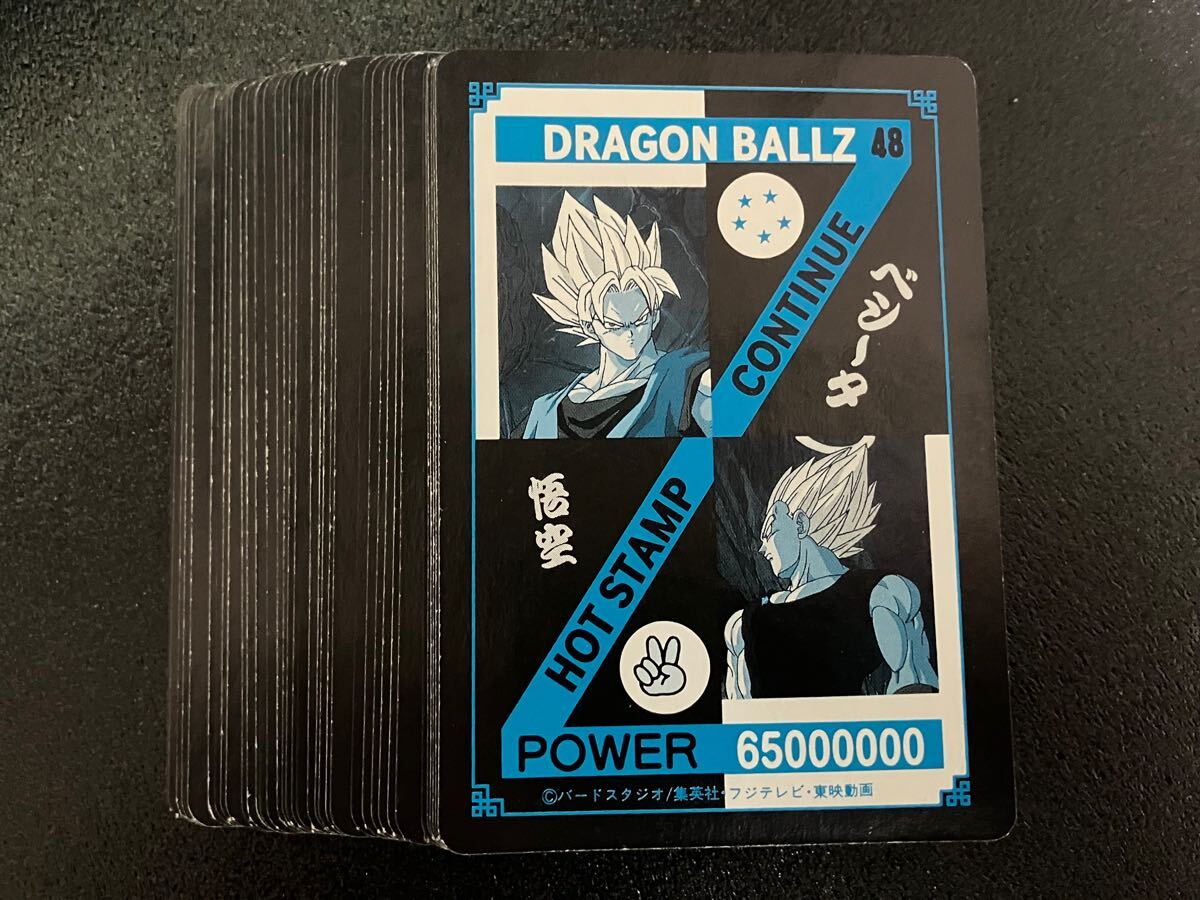 DRAGON BALLZ 48
CONTINUE
ベジータ
悟空
HOT STAMP
POWER 65000000
©バードスタジオ/集英社・フジテレビ・東映動画